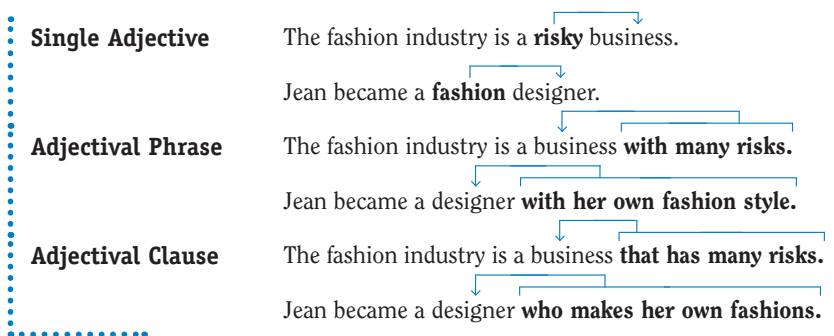 Single Adjective The fashion industry is a risky business.
Jean became a fashion designer.
Adjectival Phrase The fashion industry is a business with many risks.
Jean became a designer with her own fashion style.
Adjectival Clause The fashion industry is a business that has many risks.
Jean became a designer who makes her own fashions.